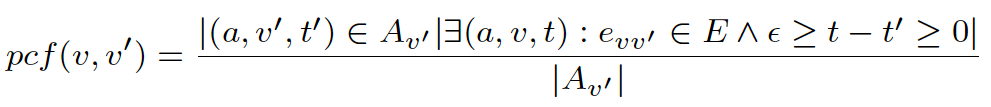 pcf(v, v′) = |(a, v′, t′) ∈ A_{v′}|∃(a, v, t) : e_{vv′} ∈ E ∧ ϵ ≥ t − t′ ≥ 0| / |A_{v′}|